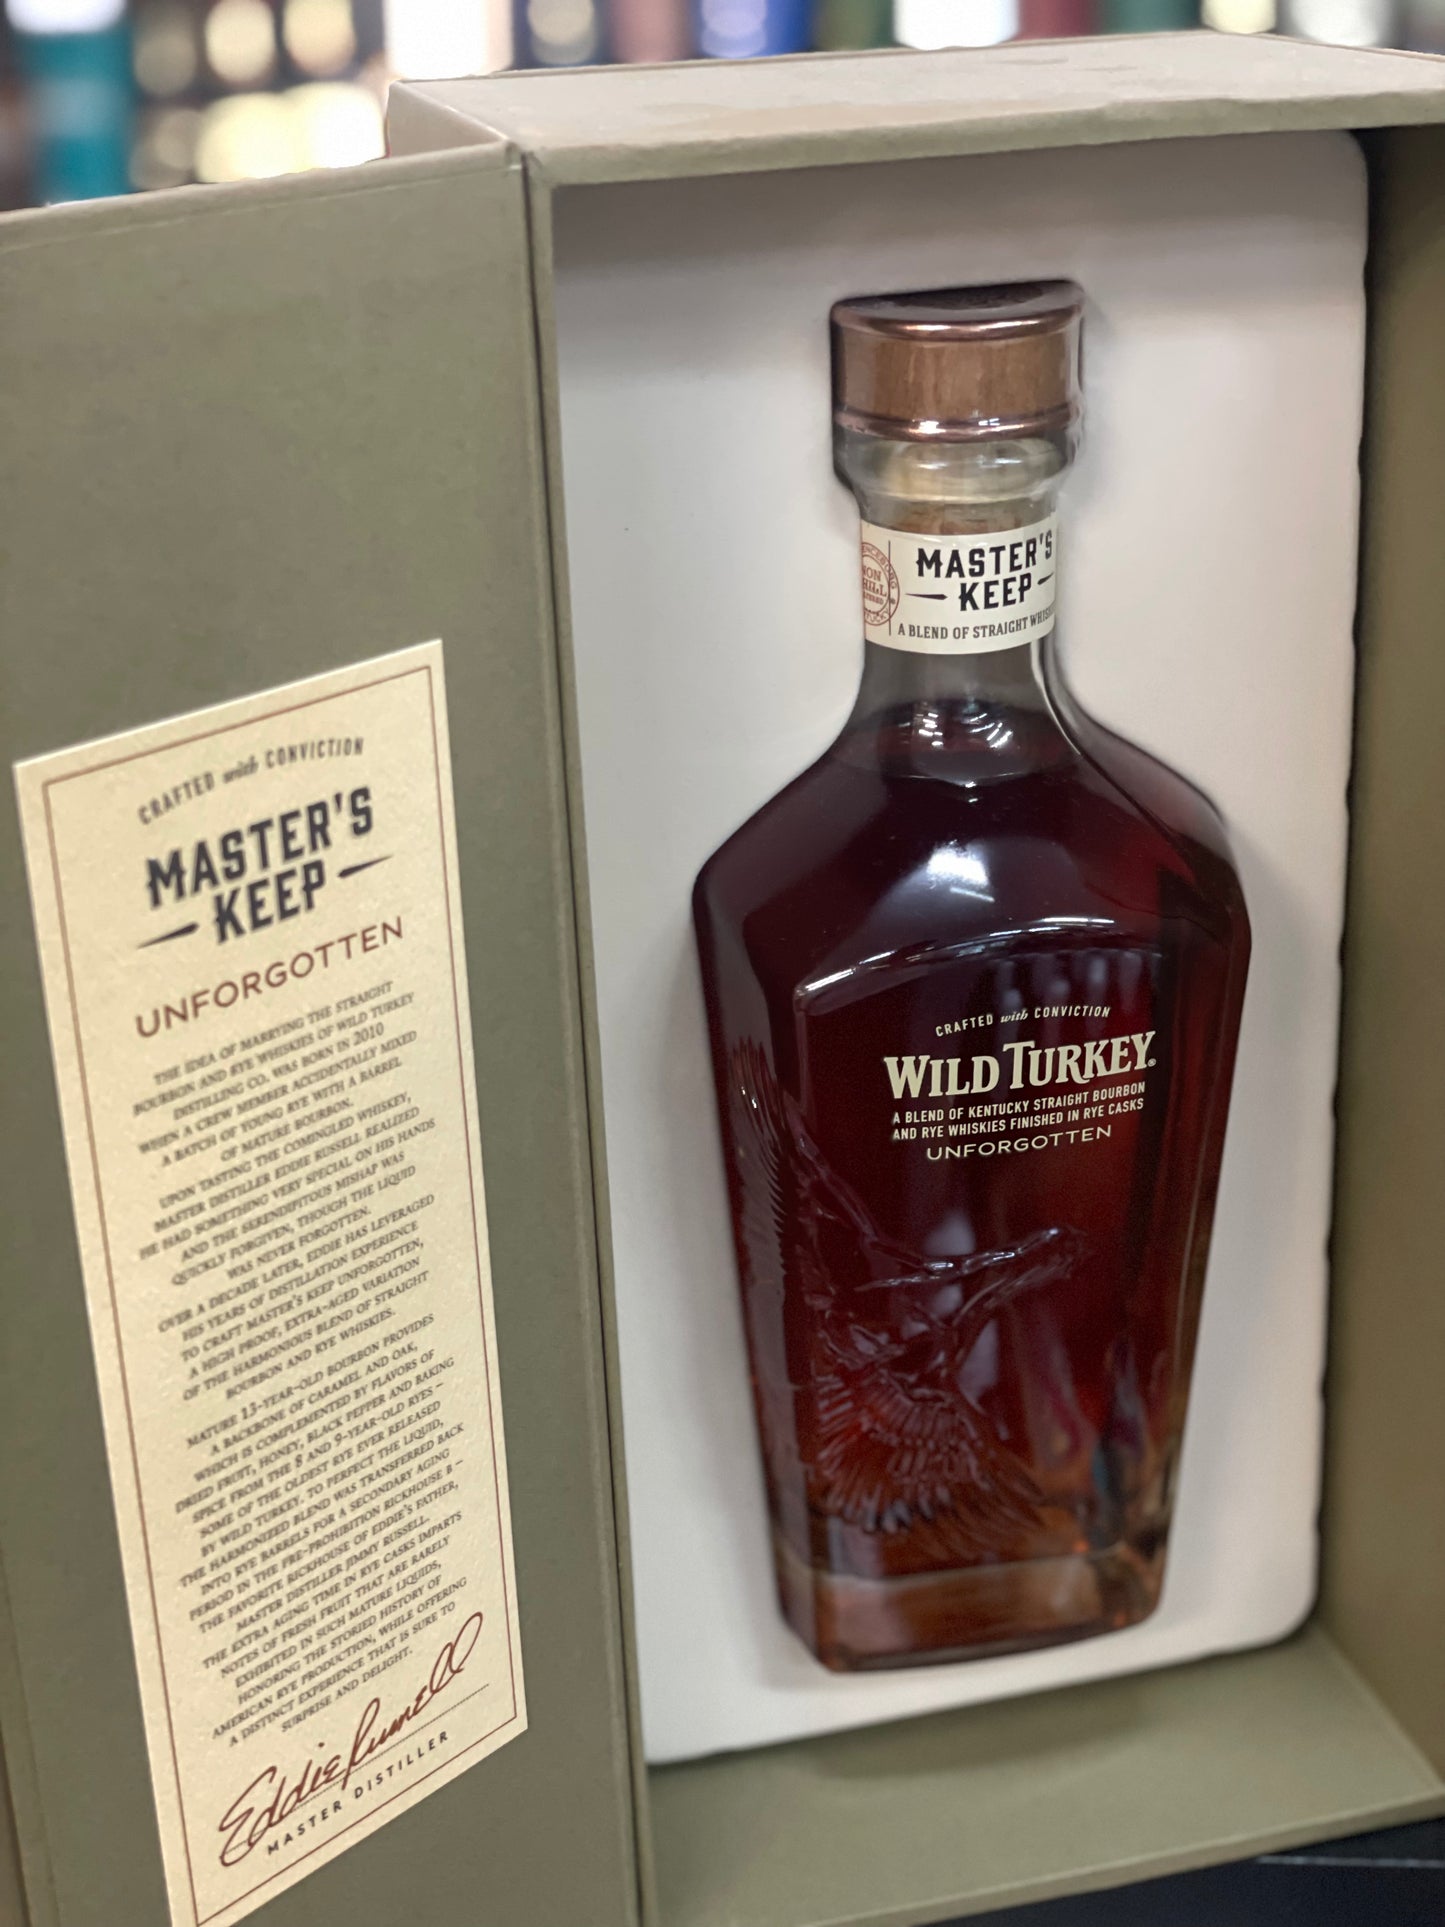 CRAFTED with CONVICTION
MASTER'S
KEEP
UNFORGOTTEN
THE IDEA OF MARRYING THE STRAIGHT
BOURBON AND RYE WHISKIES OF WILD TURKEY
DISTILLING CO. WAS BORN IN 2010
WHEN A CREW MEMBER ACCIDENTALLY MIXED
A BATCH OF YOUNG RYE WITH A BARREL
OF MATURE BOURBON.
UPON TASTING THE COMINGLED WHISKEY,
MASTER DISTILLER EDDIE RUSSELL REALIZED
HE HAD SOMETHING VERY SPECIAL ON HIS HANDS
AND THE SERENDIPITOUS MISHAP WAS
QUICKLY FORGIVEN, THOUGH THE LIQUID
WAS NEVER FORGOTTEN.
OVER A DECADE LATER, EDDIE HAS LEVERAGED
HIS YEARS OF DISTILLATION EXPERIENCE
TO CRAFT MASTER'S KEEP UNFORGOTTEN,
A HIGH PROOF, EXTRA-AGED VARIATION
OF THE HARMONIOUS BLEND OF STRAIGHT
BOURBON AND RYE WHISKIES.
MATURE 13-YEAR-OLD BOURBON PROVIDES
A BACKBONE OF CARAMEL AND OAK,
WHICH IS COMPLEMENTED BY FLAVORS OF
DRIED FRUIT, HONEY, BLACK PEPPER AND BAKING
SPICE FROM THE 8 AND 9-YEAR-OLD RYES –
SOME OF THE OLDEST RYE EVER RELEASED
BY WILD TURKEY. TO PERFECT THE LIQUID,
THE HARMONIZED BLEND WAS TRANSFERRED BACK
INTO RYE BARRELS FOR A SECONDARY AGING
PERIOD IN THE PRE-PROHIBITION RICKHOUSE B –
THE FAVORITE RICKHOUSE OF EDDIE'S FATHER,
MASTER DISTILLER JIMMY RUSSELL.
THE EXTRA AGING TIME IN RYE CASKS IMPARTS
NOTES OF FRESH FRUIT THAT ARE RARELY
EXHIBITED IN SUCH MATURE LIQUIDS,
HONORING THE STORIED HISTORY OF
AMERICAN RYE PRODUCTION, WHILE OFFERING
A DISTINCT EXPERIENCE THAT IS SURE TO
SURPRISE AND DELIGHT.
Eddie Russell
MASTER DISTILLER
MASTER'S
KEEP
A BLEND OF STRAIGHT WHIS
CRAFTED with CONVICTION
WILD TURKEY®
A BLEND OF KENTUCKY STRAIGHT BOURBON
AND RYE WHISKIES FINISHED IN RYE CASKS
UNFORGOTTEN